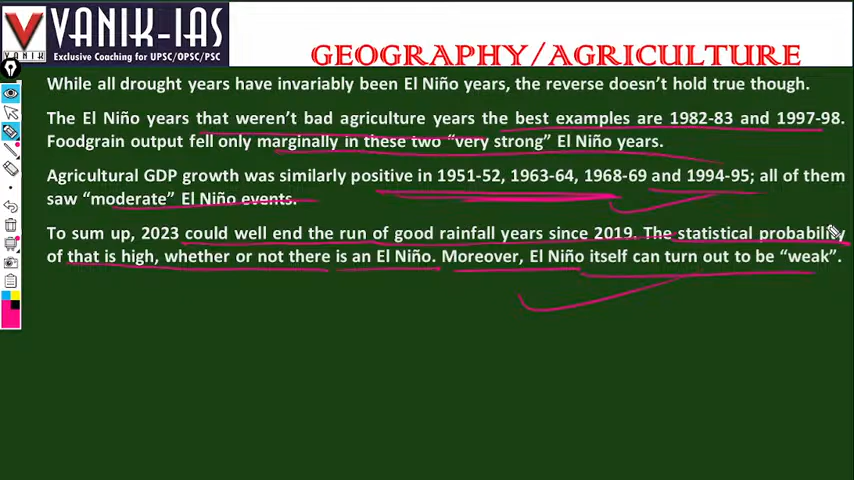 VANIK-IAS
VANIK
Exclusive Coaching for UPSC/OPSC/PSC
GEOGRAPHY/AGRICULTURE
While all drought years have invariably been El Niño years, the reverse doesn't hold true though.
The El Niño years that weren't bad agriculture years the best examples are 1982-83 and 1997-98.
Foodgrain output fell only marginally in these two “very strong” El Niño years.
Agricultural GDP growth was similarly positive in 1951-52, 1963-64, 1968-69 and 1994-95; all of them
saw “moderate” El Niño events.
To sum up, 2023 could well end the run of good rainfall years since 2019. The statistical probability
of that is high, whether or not there is an El Niño. Moreover, El Niño itself can turn out to be “weak”.